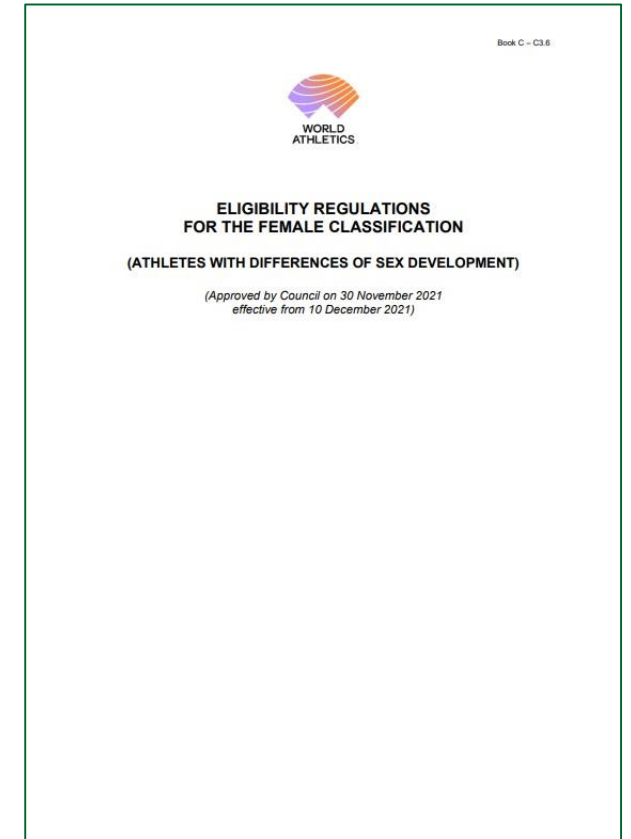 Book C – C3.6
WORLD
ATHLETICS
ELIGIBILITY REGULATIONS
FOR THE FEMALE CLASSIFICATION
(ATHLETES WITH DIFFERENCES OF SEX DEVELOPMENT)
(Approved by Council on 30 November 2021
effective from 10 December 2021)